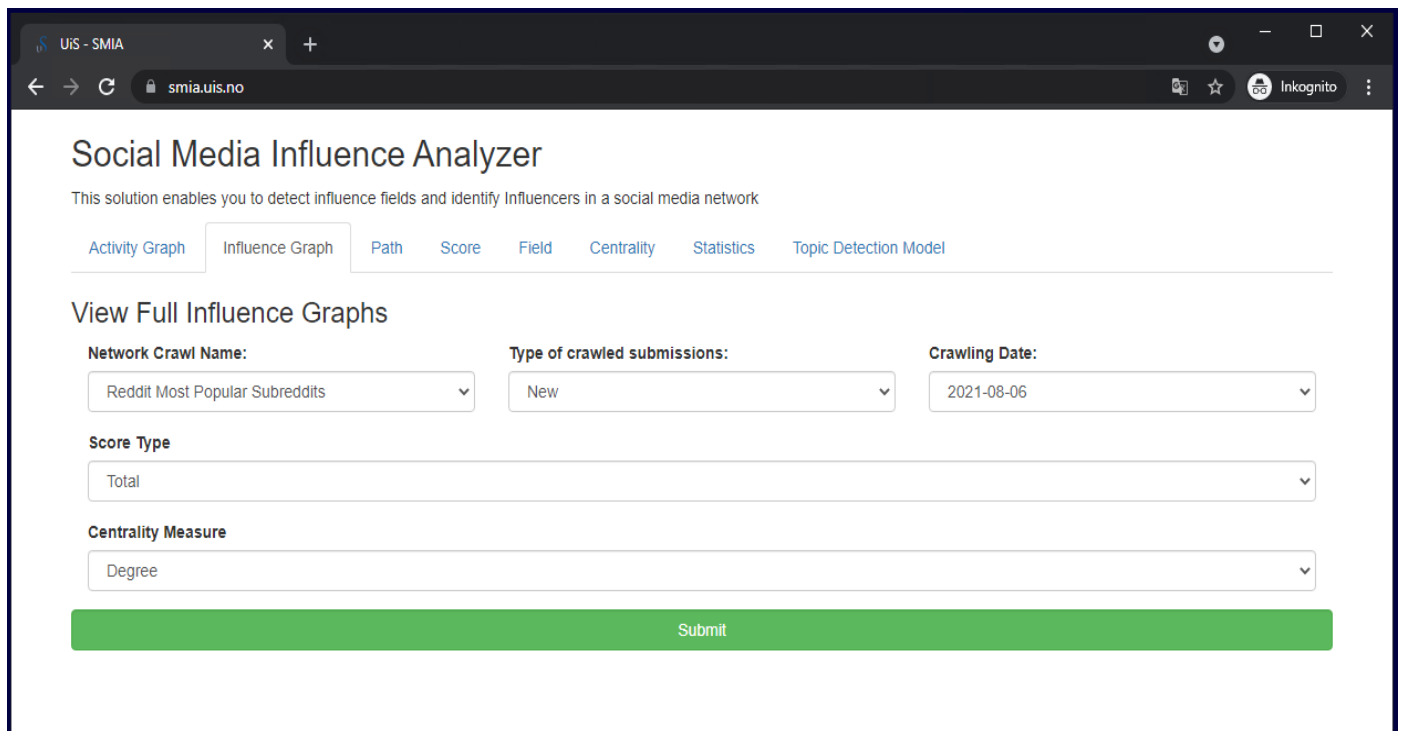 UiS - SMIA
smia.uis.no
Inkognito
Social Media Influence Analyzer
This solution enables you to detect influence fields and identify Influencers in a social media network
Activity Graph Influence Graph Path Score Field Centrality Statistics Topic Detection Model
View Full Influence Graphs
Network Crawl Name: Type of crawled submissions: Crawling Date:
Reddit Most Popular Subreddits New 2021-08-06
Score Type
Total
Centrality Measure
Degree
Submit